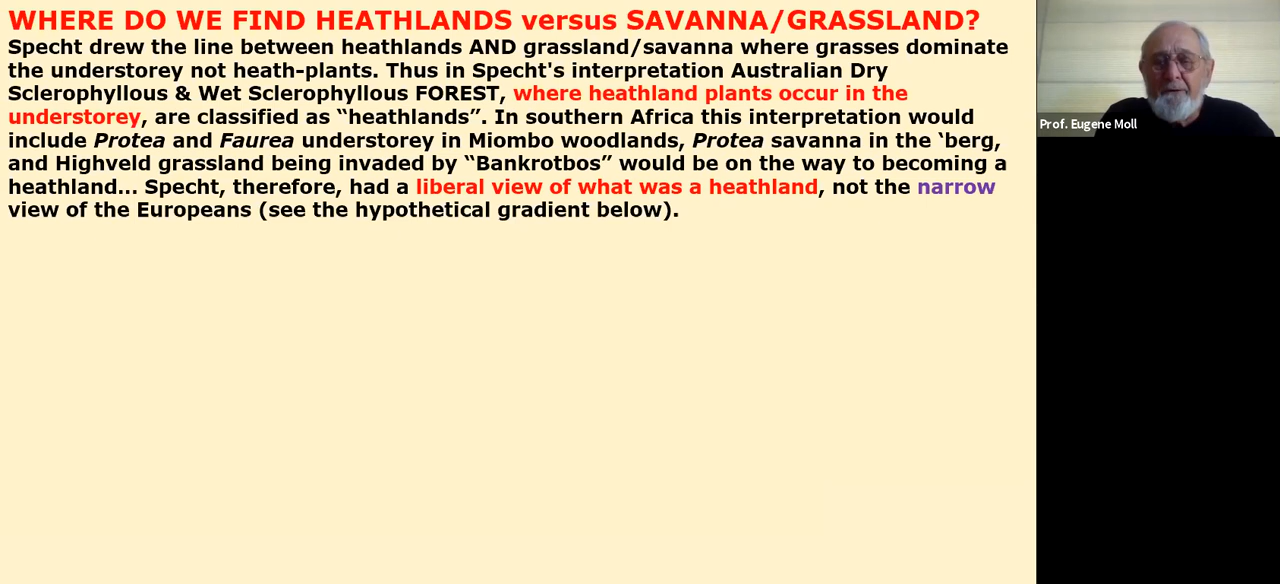 WHERE DO WE FIND HEATHLANDS versus SAVANNA/GRASSLAND?
Specht drew the line between heathlands AND grassland/savanna where grasses dominate
the understorey not heath-plants. Thus in Specht's interpretation Australian Dry
Sclerophyllous & Wet Sclerophyllous FOREST, where heathland plants occur in the
understorey, are classified as “heathlands”. In southern Africa this interpretation would
include Protea and Faurea understorey in Miombo woodlands, Protea savanna in the ‘berg,
and Highveld grassland being invaded by “Bankrotbos” would be on the way to becoming a
heathland... Specht, therefore, had a liberal view of what was a heathland, not the narrow
view of the Europeans (see the hypothetical gradient below).
Prof. Eugene Moll